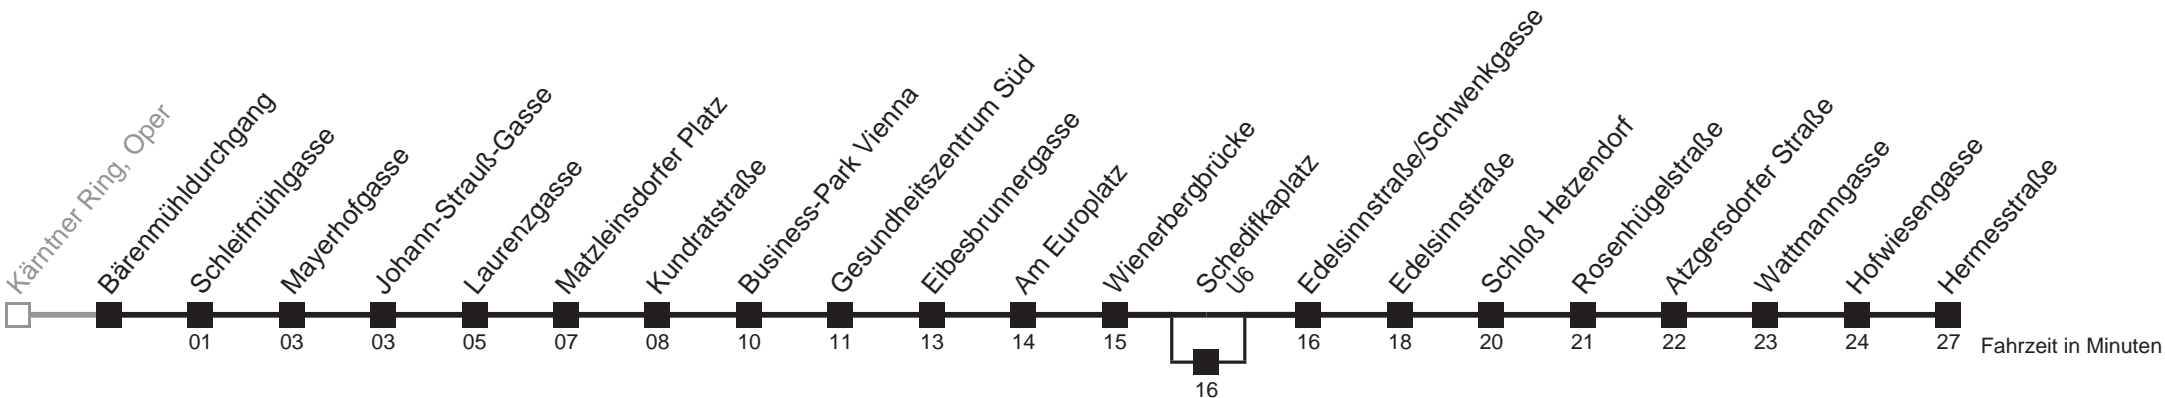 Kärntner Ring, Oper
Bärenmühldurchgang
Schleifmühlgasse
Mayerhofgasse
Johann-Strauß-Gasse
Laurenzgasse
Matzleinsdorfer Platz
Kundratstraße
Business-Park Vienna
Gesundheitszentrum Süd
Eibesbrunnergasse
Am Europlatz
Wienerbergbrücke
Schedifkaplatz
U6
Edelsinnstraße/Schwenkgasse
Edelsinnstraße
Schloß Hetzendorf
Rosenhügelstraße
Atzgersdorfer Straße
Wattmanngasse
Hofwiesengasse
Hermesstraße
01 03 03 05 07 08 10 11 13 14 15 16 18 20 21 22 23 24 27 Fahrzeit in Minuten
16